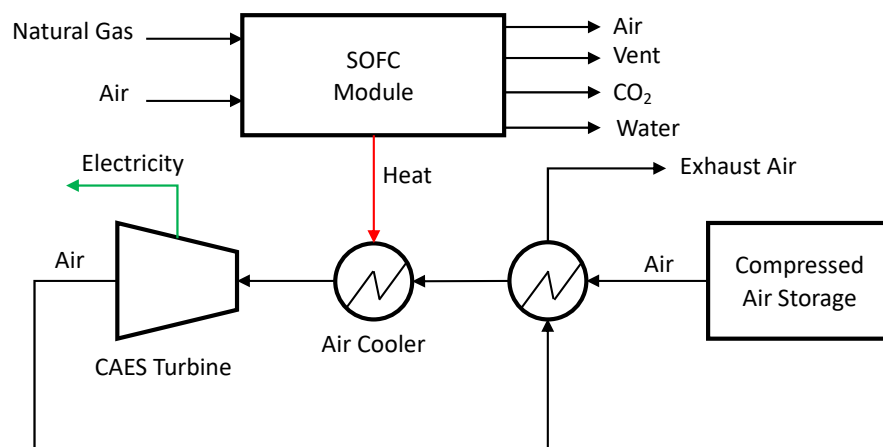 Natural Gas
Air
SOFC
Module
Air
Vent
CO₂
Water
Electricity
Heat
Exhaust Air
Air
Air
Compressed
Air Storage
Air Cooler
CAES Turbine